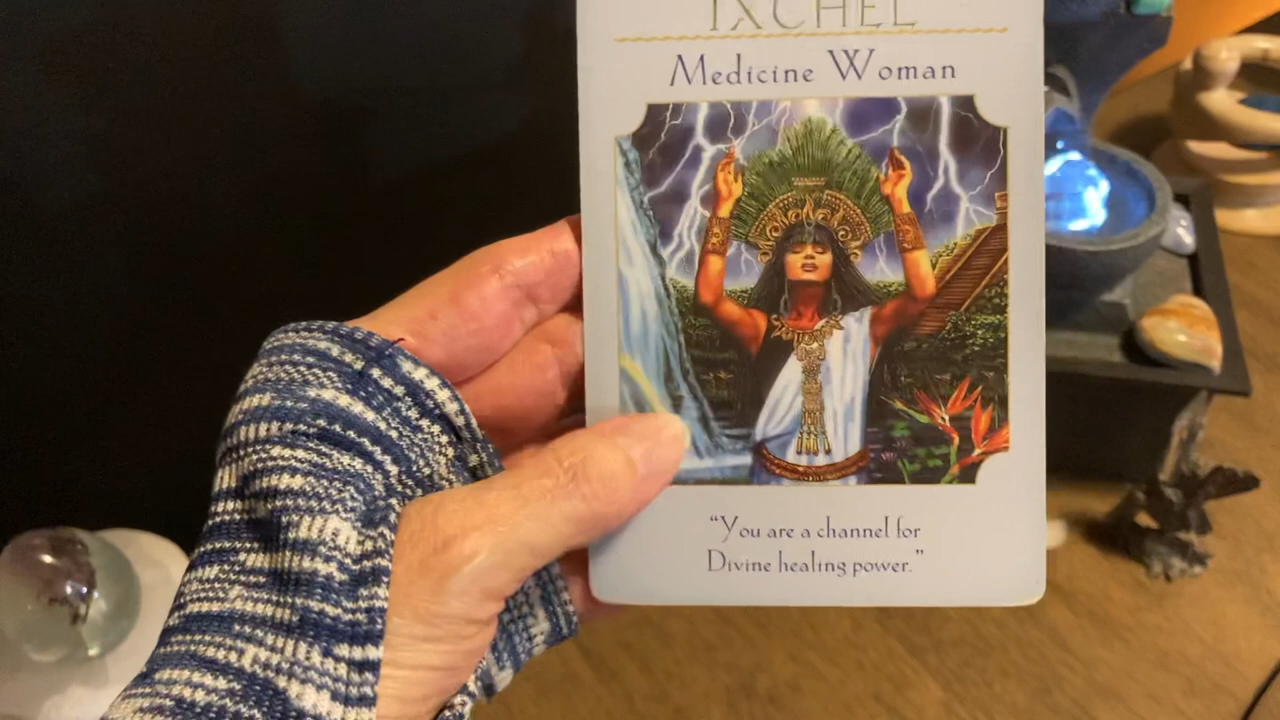 IXCHEL
Medicine Woman
“You are a channel for
Divine healing power.”